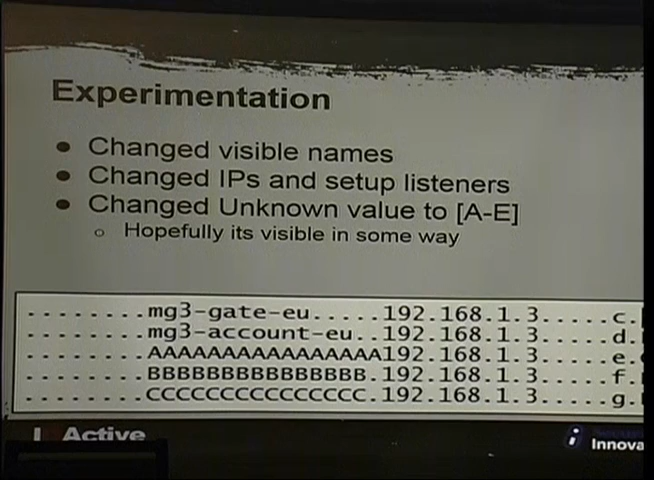 Experimentation
● Changed visible names
● Changed IPs and setup listeners
● Changed Unknown value to [A-E]
○ Hopefully its visible in some way
........mg3-gate-eu.....192.168.1.3.....c.
........mg3-account-eu..192.168.1.3.....d.
........AAAAAAAAAAAAAAAA192.168.1.3.....e.
........BBBBBBBBBBBBBBB.192.168.1.3.....f.
........CCCCCCCCCCCCCCC.192.168.1.3.....g.
Active
Innova